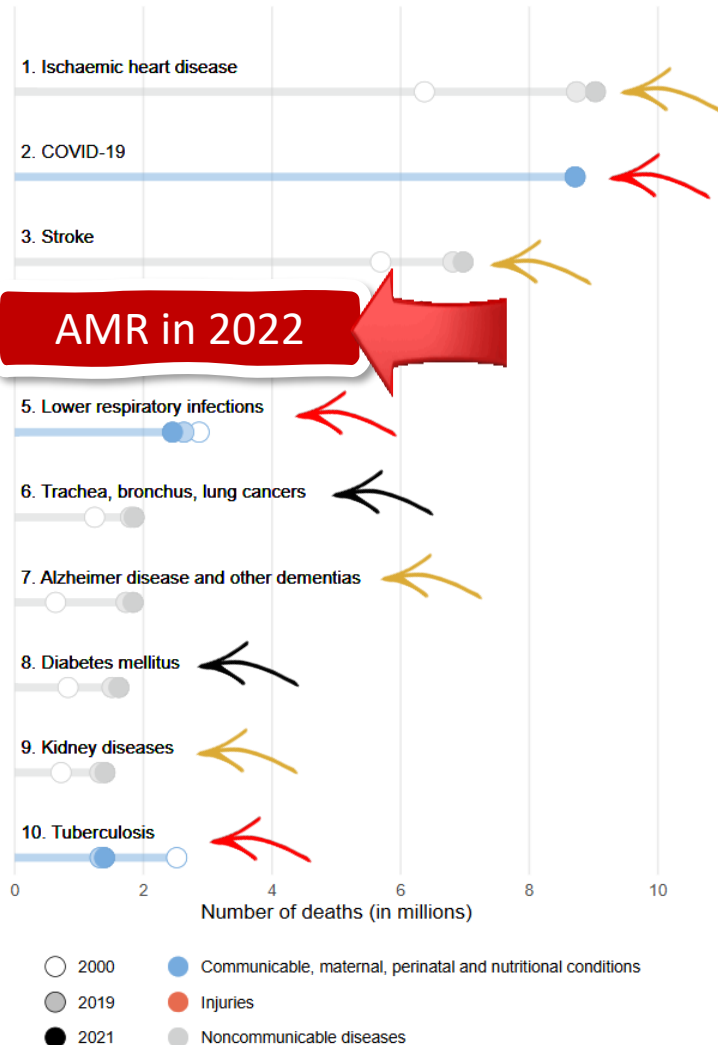 1. Ischaemic heart disease
2. COVID-19
3. Stroke
AMR in 2022
5. Lower respiratory infections
6. Trachea, bronchus, lung cancers
7. Alzheimer disease and other dementias
8. Diabetes mellitus
9. Kidney diseases
10. Tuberculosis
0 2 4 6 8 10
Number of deaths (in millions)
2000 Communicable, maternal, perinatal and nutritional conditions
2019 Injuries
2021 Noncommunicable diseases